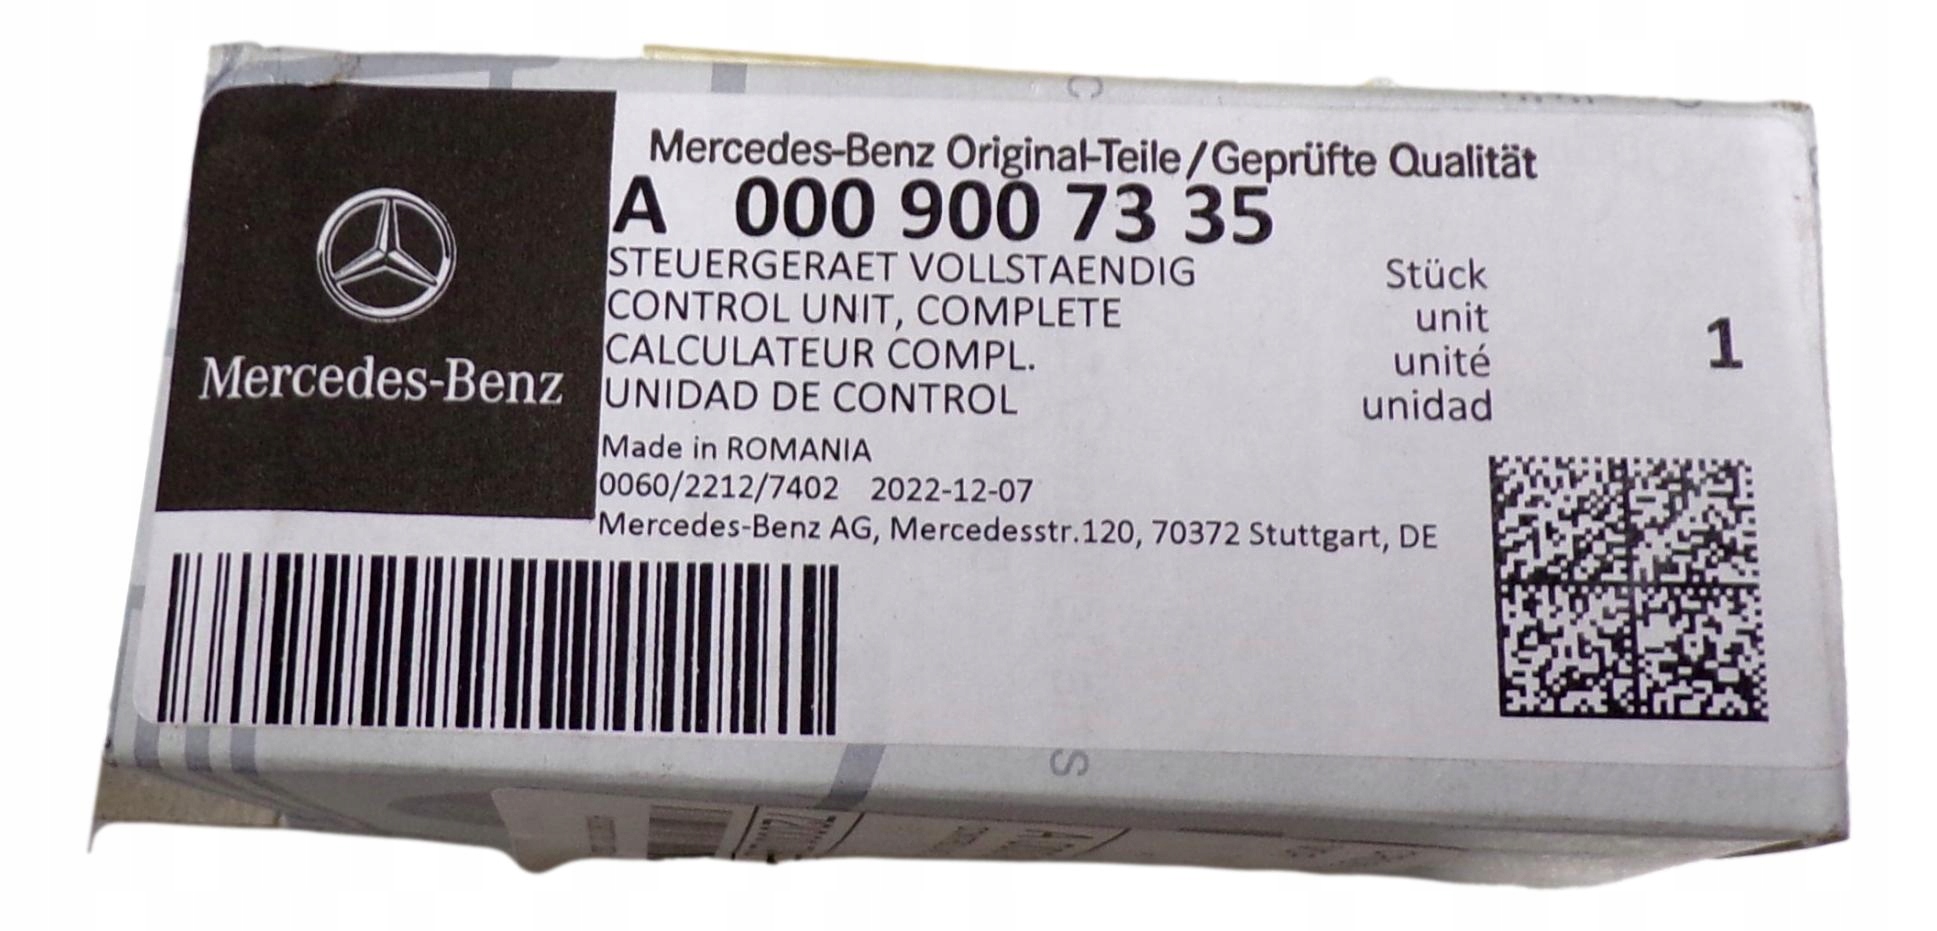 Mercedes-Benz
Mercedes-Benz Original-Teile/Geprüfte Qualität
A 000 900 73 35
STEUERGERAET VOLLSTAENDIG Stück
CONTROL UNIT, COMPLETE unit
CALCULATEUR COMPL. unité
UNIDAD DE CONTROL unidad
1
Made in ROMANIA
0060/2212/7402 2022-12-07
Mercedes-Benz AG, Mercedesstr.120, 70372 Stuttgart, DE
S